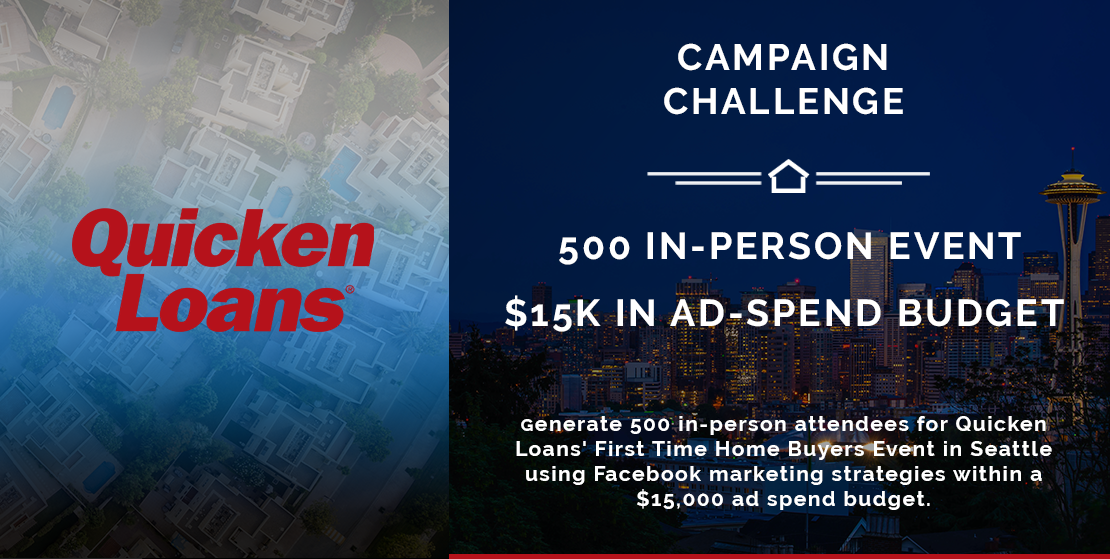 Quicken
Loans®
CAMPAIGN
CHALLENGE
500 IN-PERSON EVENT
$15K IN AD-SPEND BUDGET
Generate 500 in-person attendees for Quicken
Loans' First Time Home Buyers Event in Seattle
using Facebook marketing strategies within a
$15,000 ad spend budget.